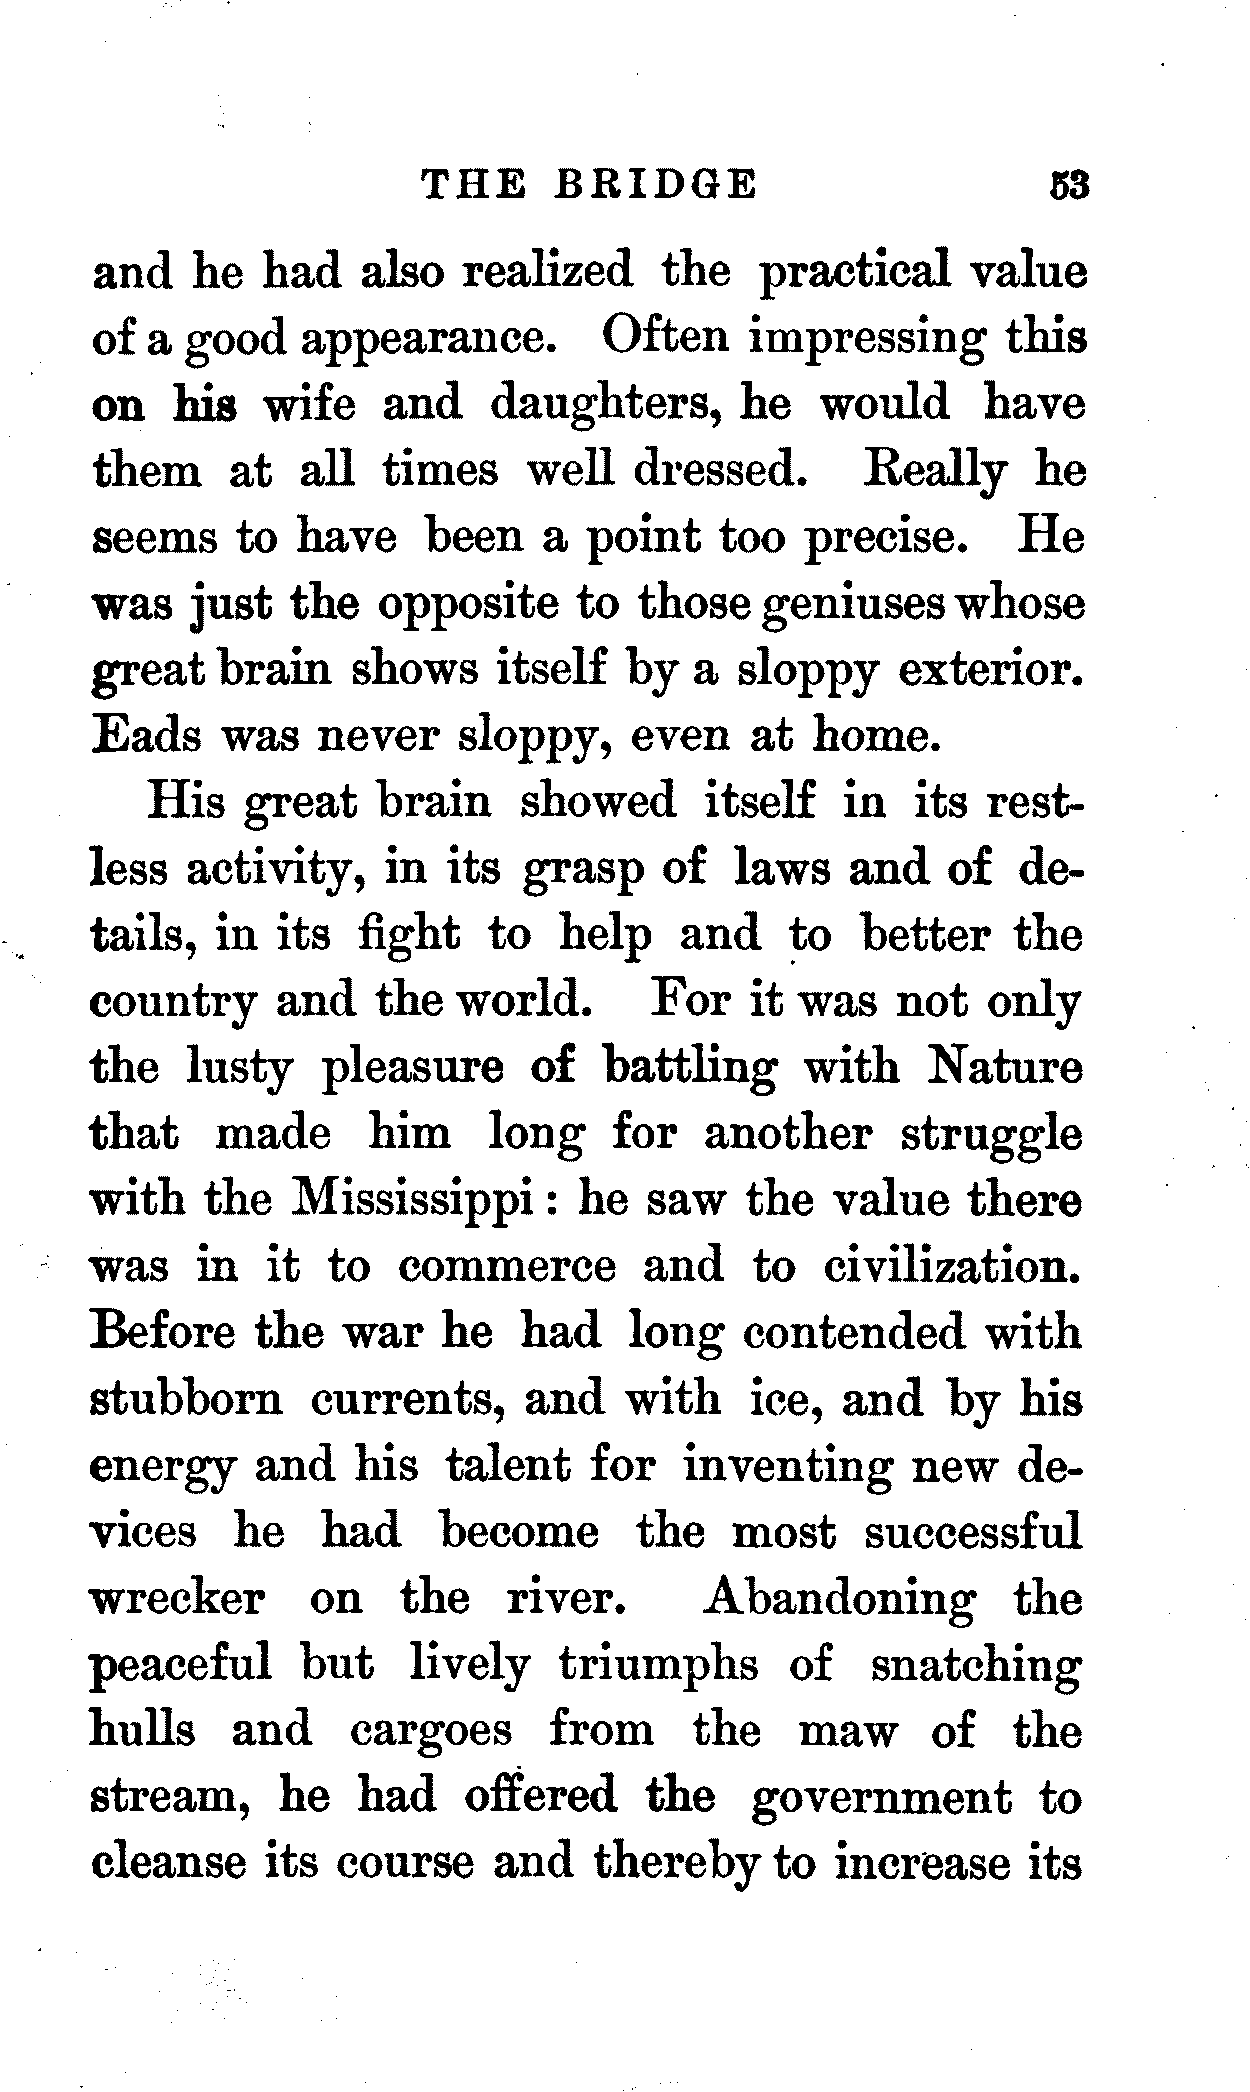 THE BRIDGE 53
and he had also realized the practical value
of a good appearance. Often impressing this
on his wife and daughters, he would have
them at all times well dressed. Really he
seems to have been a point too precise. He
was just the opposite to those geniuses whose
great brain shows itself by a sloppy exterior.
Eads was never sloppy, even at home.
His great brain showed itself in its rest-
less activity, in its grasp of laws and of de-
tails, in its fight to help and to better the
country and the world. For it was not only
the lusty pleasure of battling with Nature
that made him long for another struggle
with the Mississippi : he saw the value there
was in it to commerce and to civilization.
Before the war he had long contended with
stubborn currents, and with ice, and by his
energy and his talent for inventing new de-
vices he had become the most successful
wrecker on the river. Abandoning the
peaceful but lively triumphs of snatching
hulls and cargoes from the maw of the
stream, he had offered the government to
cleanse its course and thereby to increase its